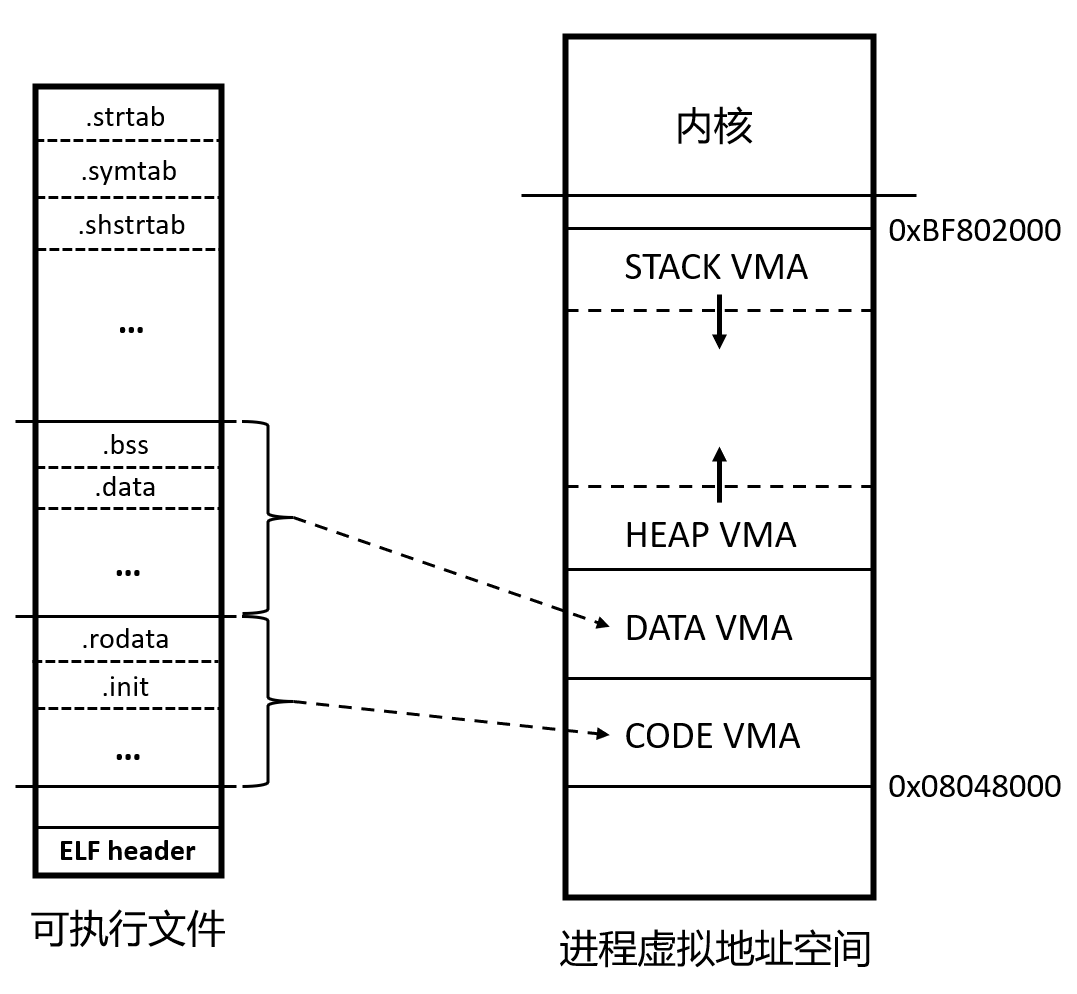 .strtab
.symtab
.shstrtab
...
.bss
.data
...
.rodata
.init
...
ELF header
可执行文件
内核
0xBF802000
STACK VMA
HEAP VMA
DATA VMA
CODE VMA
0x08048000
进程虚拟地址空间